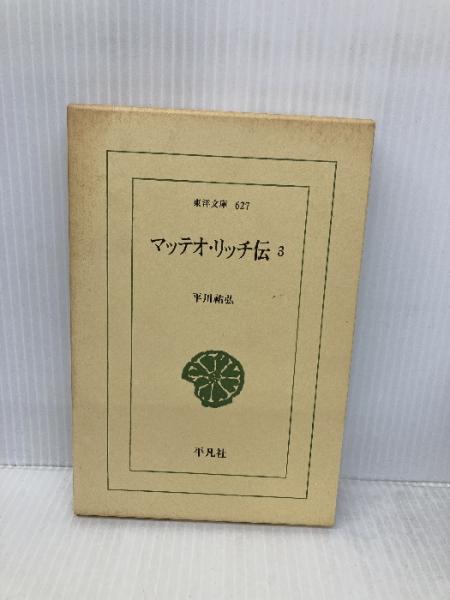 東洋文庫 627
マッテオ・リッチ伝 3
平川祐弘
平凡社